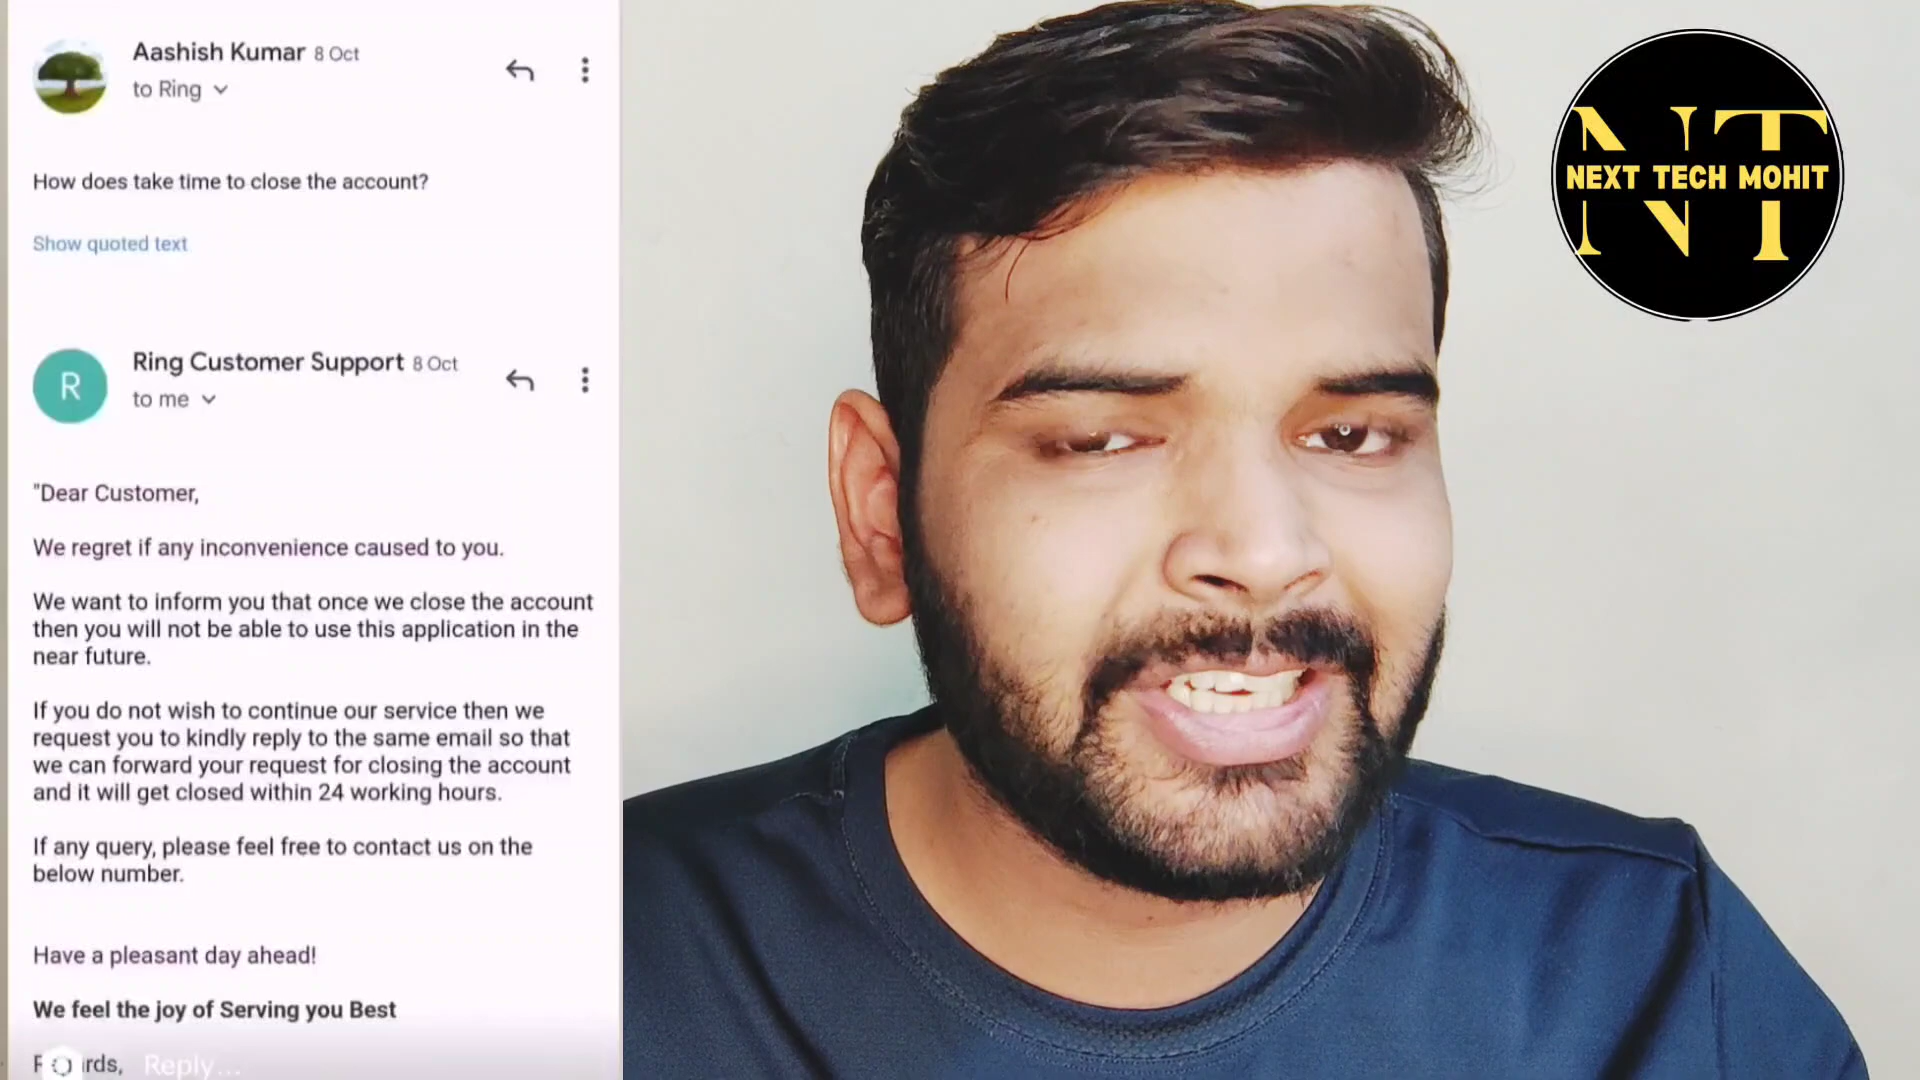 Aashish Kumar 8 Oct
to Ring
How does take time to close the account?
Show quoted text
R
Ring Customer Support 8 Oct
to me
"Dear Customer,
We regret if any inconvenience caused to you.
We want to inform you that once we close the account
then you will not be able to use this application in the
near future.
If you do not wish to continue our service then we
request you to kindly reply to the same email so that
we can forward your request for closing the account
and it will get closed within 24 working hours.
If any query, please feel free to contact us on the
below number.
Have a pleasant day ahead!
We feel the joy of Serving you Best
Reply...
NT
NEXT TECH MOHIT